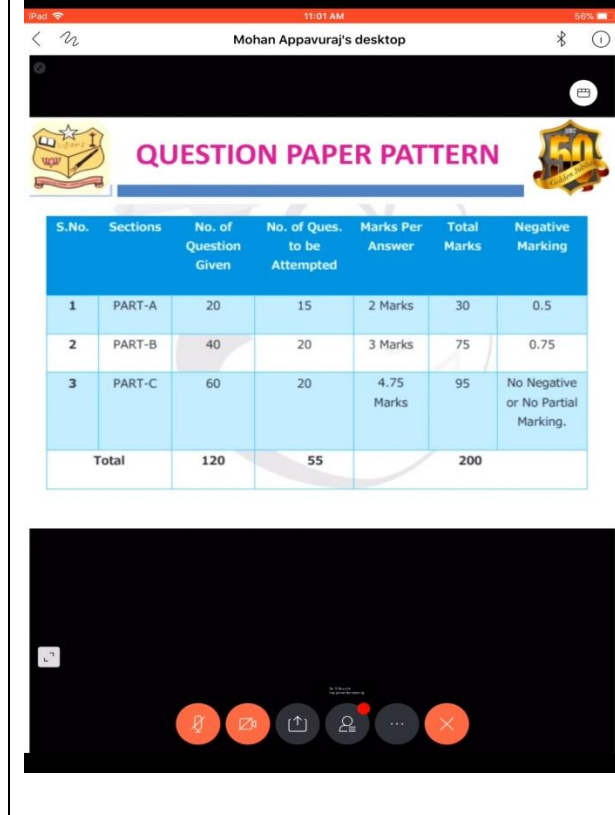 iPad
11:01 AM
56%
Mohan Appavuraj's desktop
QUESTION PAPER PATTERN
Golden Jubilee
S.No. Sections No. of Question Given No. of Ques. to be Attempted Marks Per Answer Total Marks Negative Marking
1 PART-A 20 15 2 Marks 30 0.5
2 PART-B 40 20 3 Marks 75 0.75
3 PART-C 60 20 4.75 Marks 95 No Negative or No Partial Marking.
Total 120 55 200